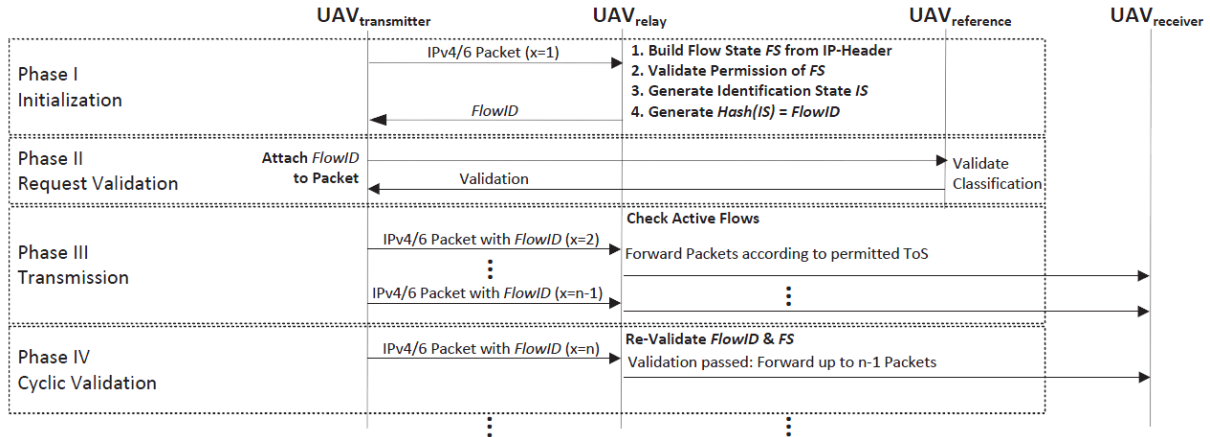 UAVtransmitter UAVrelay UAVreference UAVreceiver
Phase I
Initialization
IPv4/6 Packet (x=1)
1. Build Flow State FS from IP-Header
2. Validate Permission of FS
3. Generate Identification State IS
4. Generate Hash(IS) = FlowID
FlowID
Phase II
Request Validation
Attach FlowID
to Packet
Validation
Validate
Classification
Phase III
Transmission
Check Active Flows
IPv4/6 Packet with FlowID (x=2)
Forward Packets according to permitted ToS
IPv4/6 Packet with FlowID (x=n-1)
Phase IV
Cyclic Validation
IPv4/6 Packet with FlowID (x=n)
Re-Validate FlowID & FS
Validation passed: Forward up to n-1 Packets